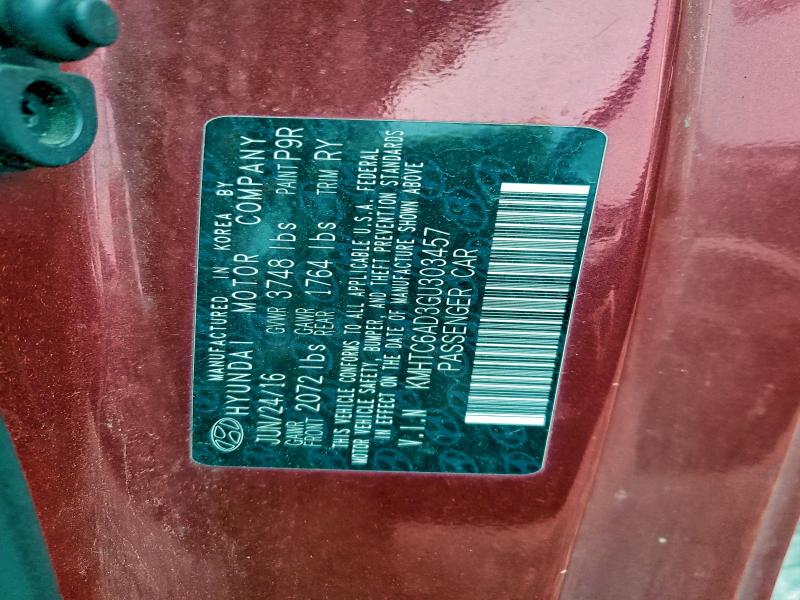 MANUFACTURED IN KOREA BY
HYUNDAI MOTOR COMPANY
JUN/24/16 GVWR 3748 lbs PAINT P9R
GAWR FRONT 2072 lbs GAWR REAR 1764 lbs TRIM RY
THIS VEHICLE CONFORMS TO ALL APPLICABLE U.S.A. FEDERAL
MOTOR VEHICLE SAFETY, BUMPER, AND THEFT PREVENTION STANDARDS
IN EFFECT ON THE DATE OF MANUFACTURE SHOWN ABOVE
V.I.N KMHTC6AD3GU303457
PASSENGER CAR